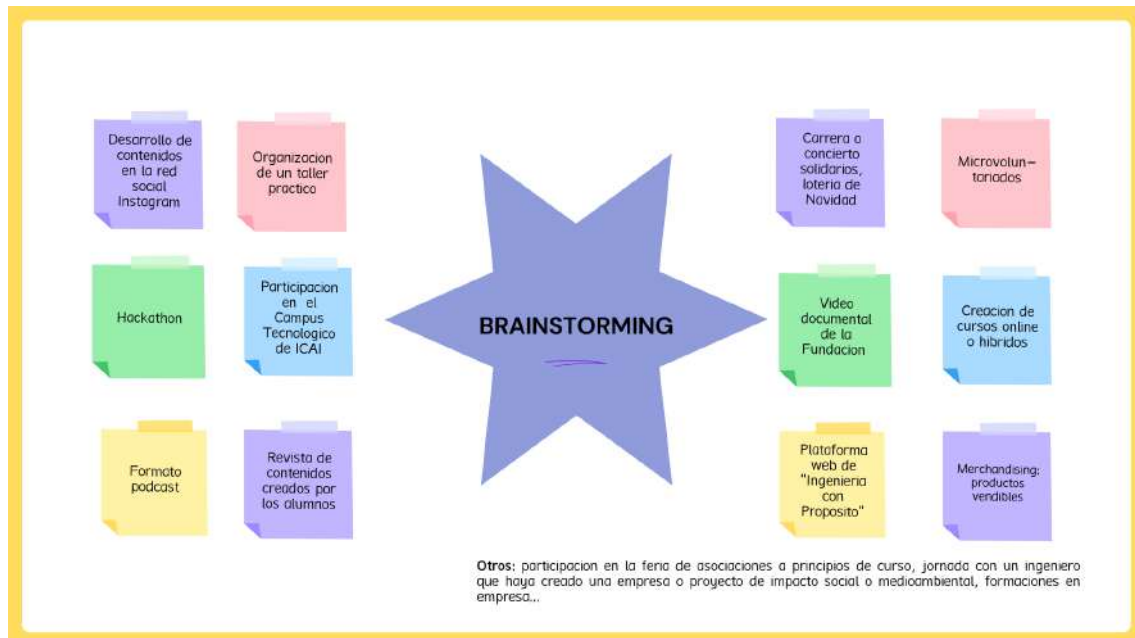 Desarrollo de
contenidos
en la red
social
Instagram
Organizacion
de un taller
practico
Hackathon
Participacion
en el
Campus
Tecnologico
de ICAI
Formato
podcast
Revista de
contenidos
creados por
los alumnos
BRAINSTORMING
Carrera o
concierto
solidarios,
loteria de
Navidad
Microvolun-
tariados
Video
documental
de la
Fundacion
Creacion de
cursos online
o hibridos
Plataforma
web de
"Ingenieria
con
Proposito"
Merchandising:
productos
vendibles
Otros: participacion en la feria de asociaciones a principios de curso, jornada con un ingeniero
que haya creado una empresa o proyecto de impacto social o medioambiental, formaciones en
empresa...